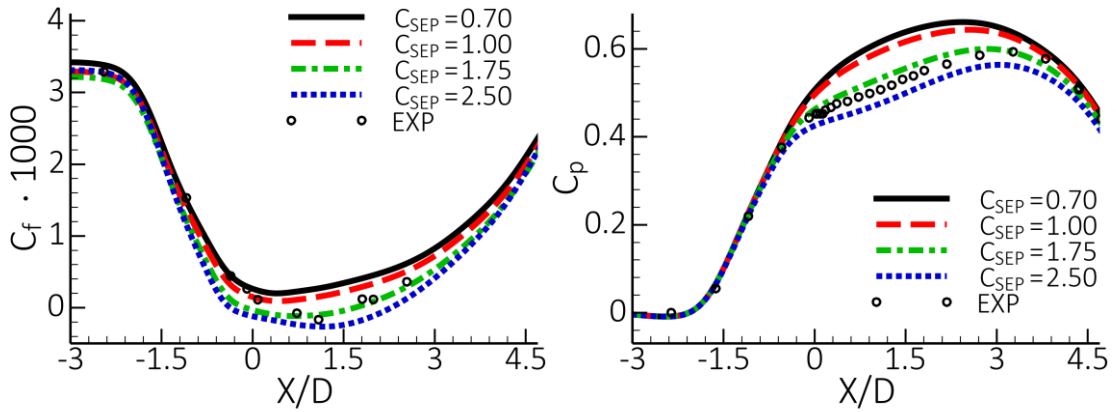 4
3
2
1
0
C_f · 1000
-3
-1.5
0
1.5
3
4.5
X/D
C_SEP=0.70
C_SEP=1.00
C_SEP=1.75
C_SEP=2.50
EXP
0.6
0.4
0.2
0
C_p
-3
-1.5
0
1.5
3
4.5
X/D
C_SEP=0.70
C_SEP=1.00
C_SEP=1.75
C_SEP=2.50
EXP